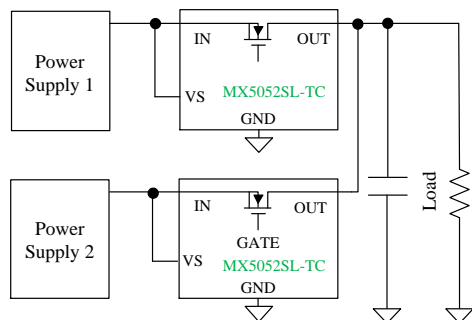 Power
Supply 1
IN
OUT
MX5052SL-TC
VS
GND
Power
Supply 2
IN
OUT
GATE
MX5052SL-TC
VS
GND
Load